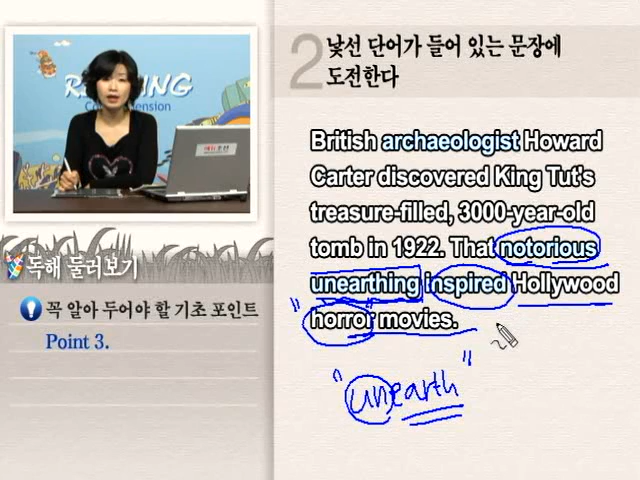 READING
Comprehension
2 낯선 단어가 들어 있는 문장에
도전한다
British archaeologist Howard
Carter discovered King Tut's
treasure-filled, 3000-year-old
tomb in 1922. That notorious
unearthing inspired Hollywood
"horror movies.
"unearth"
독해 둘러보기
꼭 알아 두어야 할 기초 포인트
Point 3.